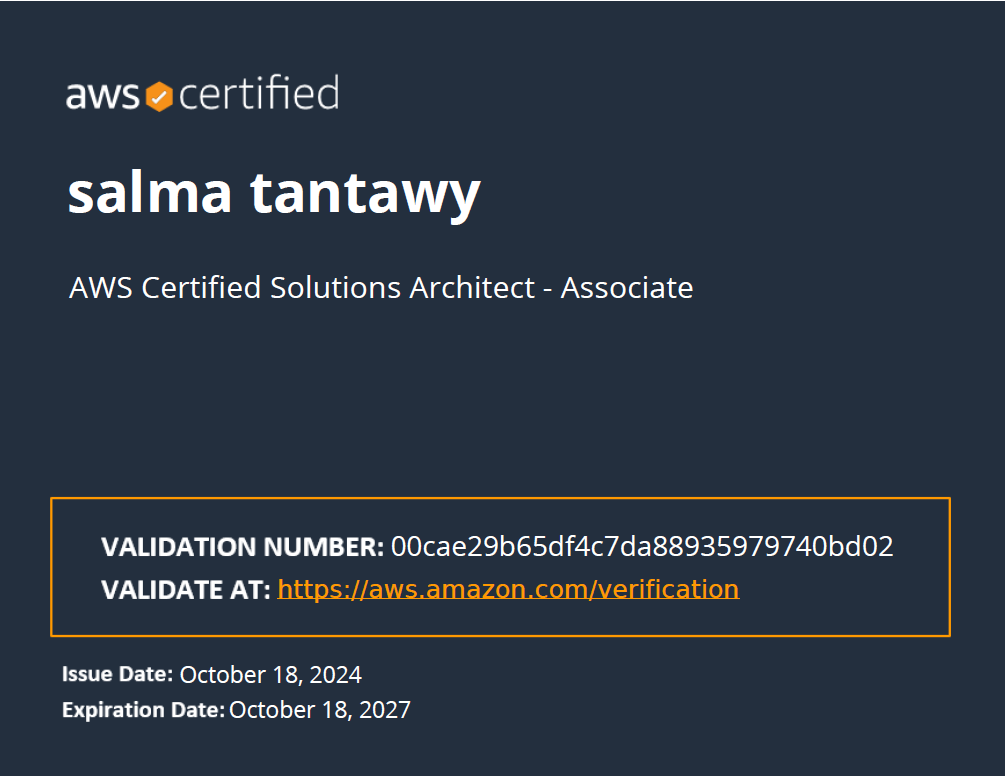 aws certified
salma tantawy
AWS Certified Solutions Architect - Associate
VALIDATION NUMBER: 00cae29b65df4c7da88935979740bd02
VALIDATE AT: https://aws.amazon.com/verification
Issue Date: October 18, 2024
Expiration Date: October 18, 2027